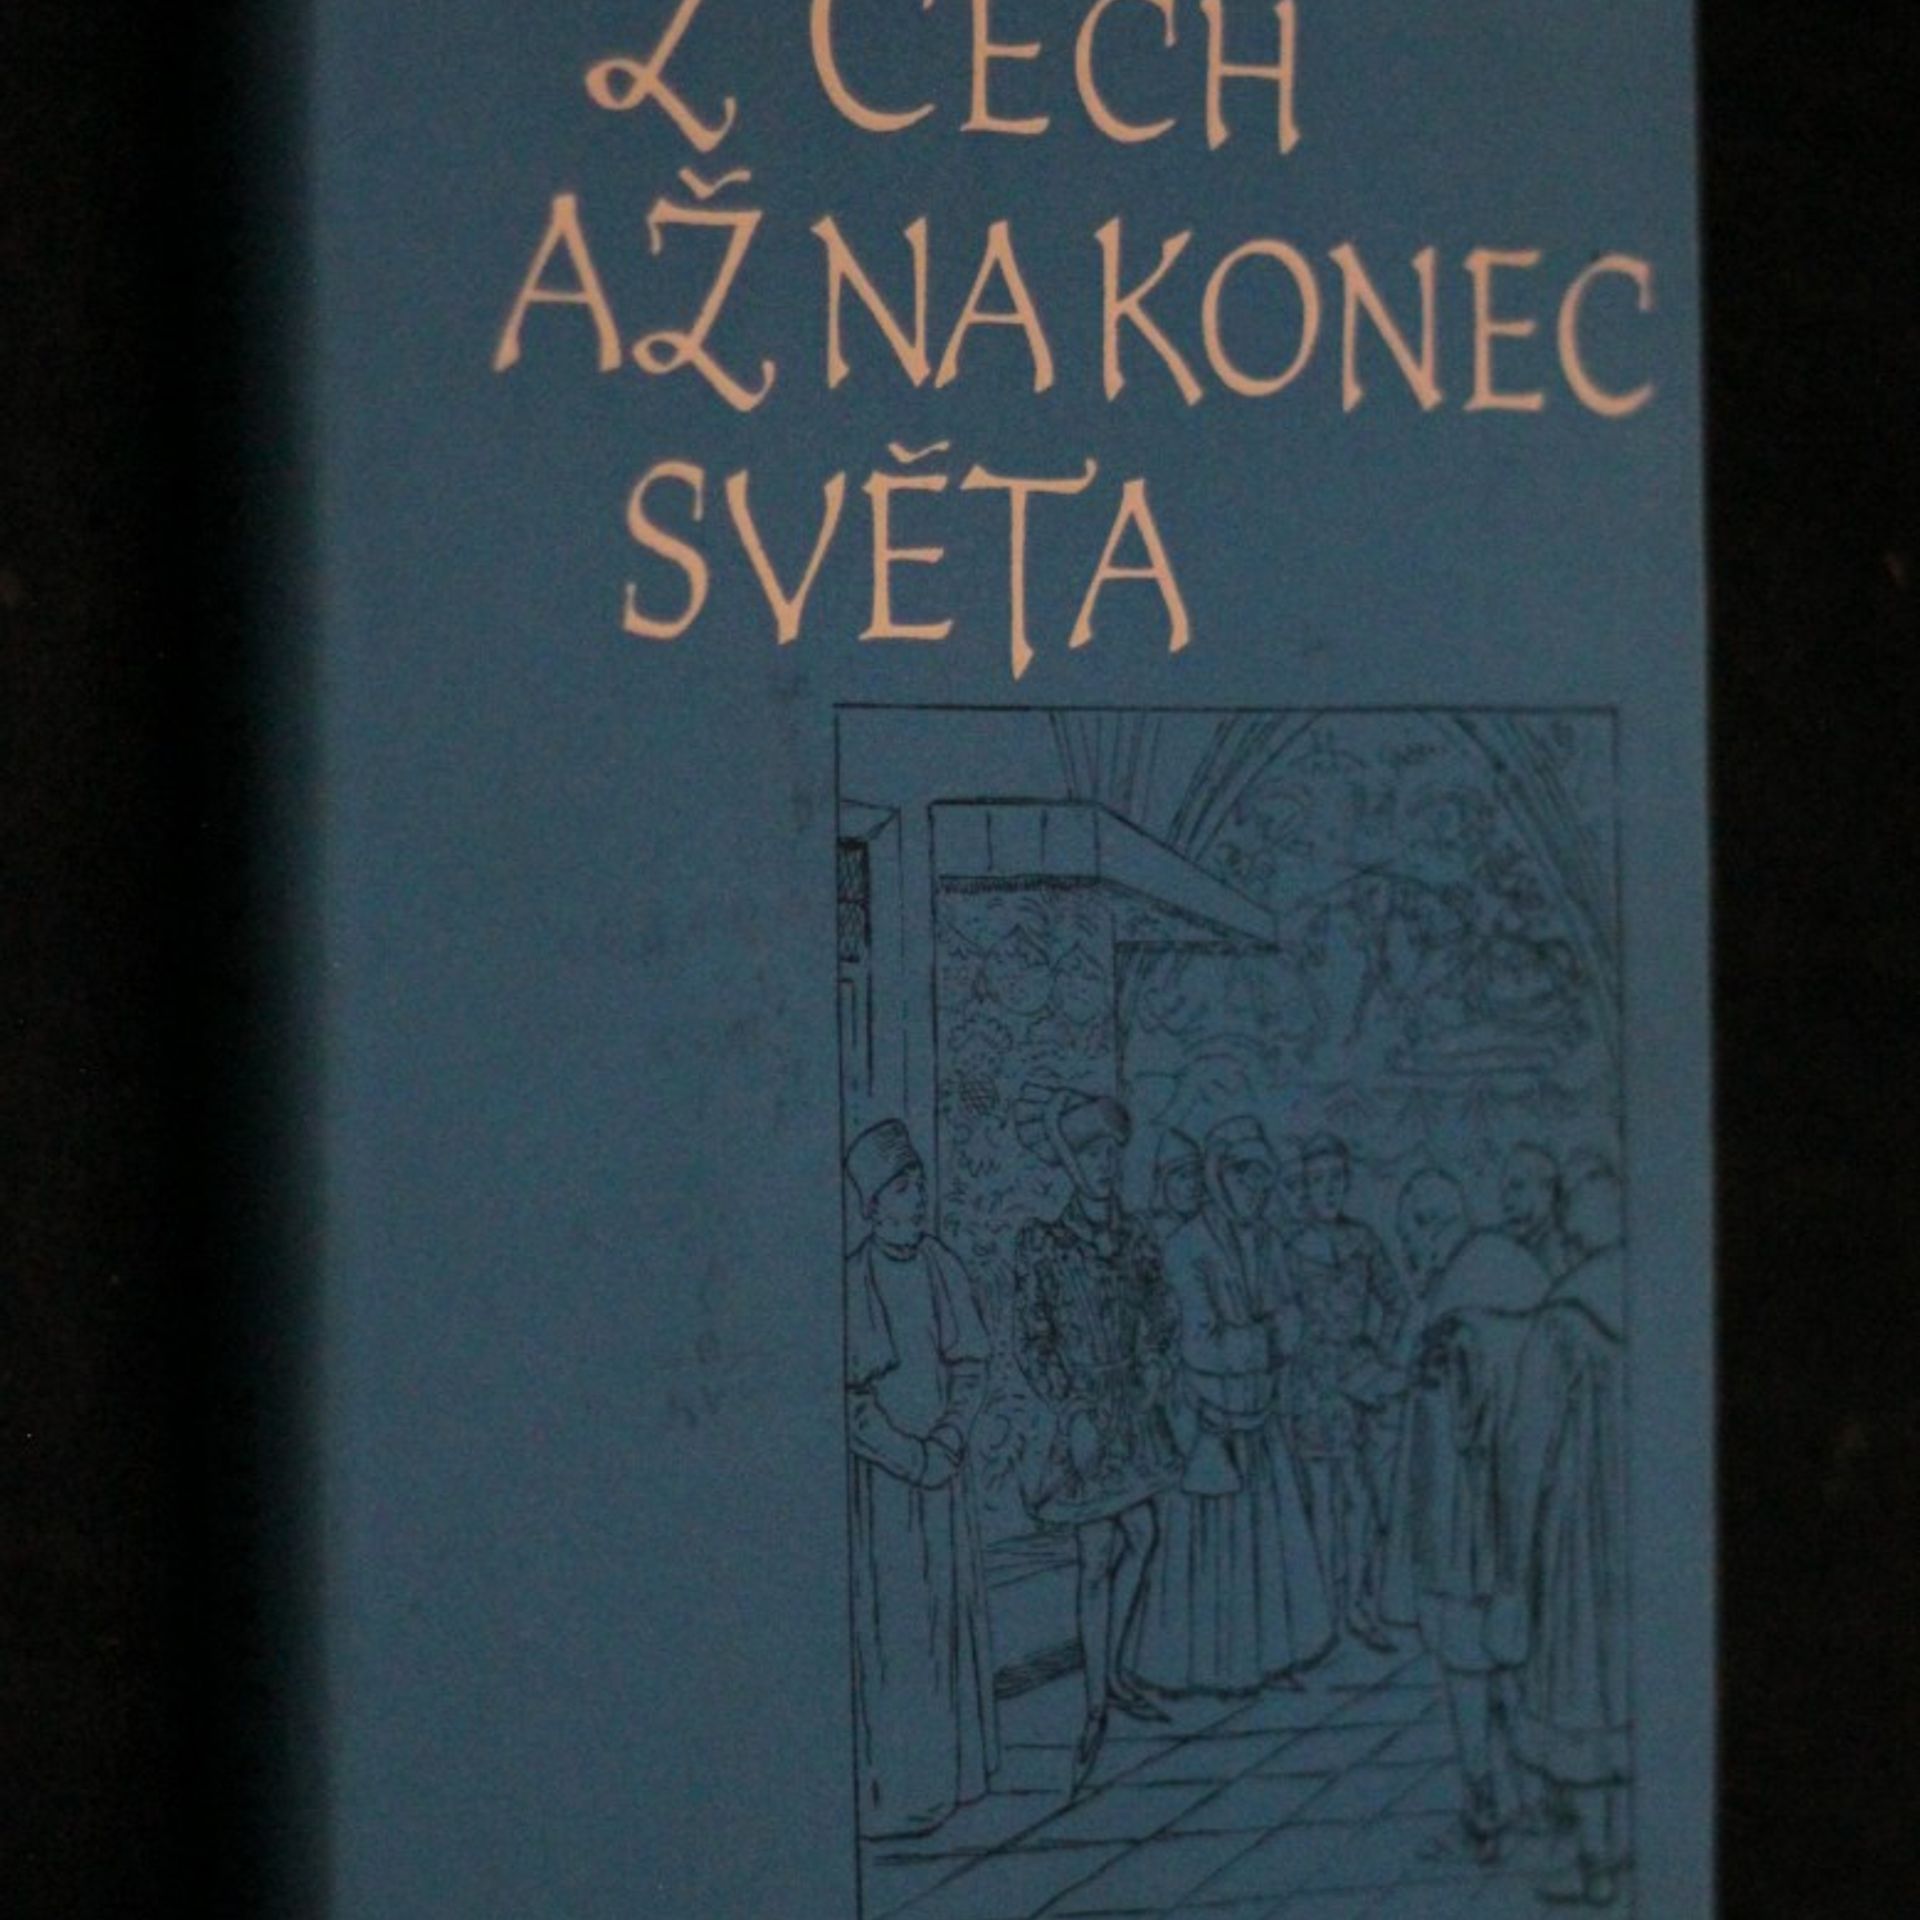 Z ČECH
AŽ NA KONEC
SVĚTA